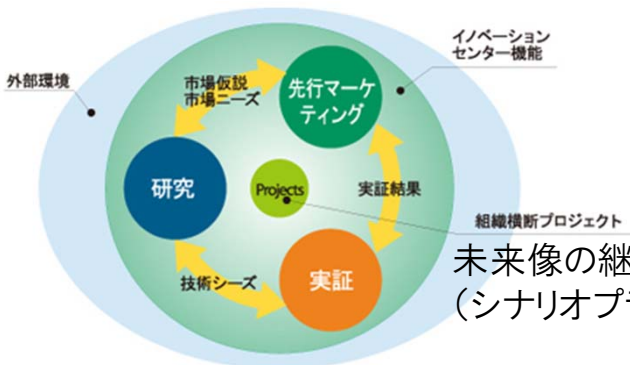 イノベーション
センター機能
外部環境
市場仮説
市場ニーズ
先行マーケ
ティング
研究
Projects
実証結果
組織横断プロジェクト
技術シーズ
実証
未来像の継
(シナリオプラ